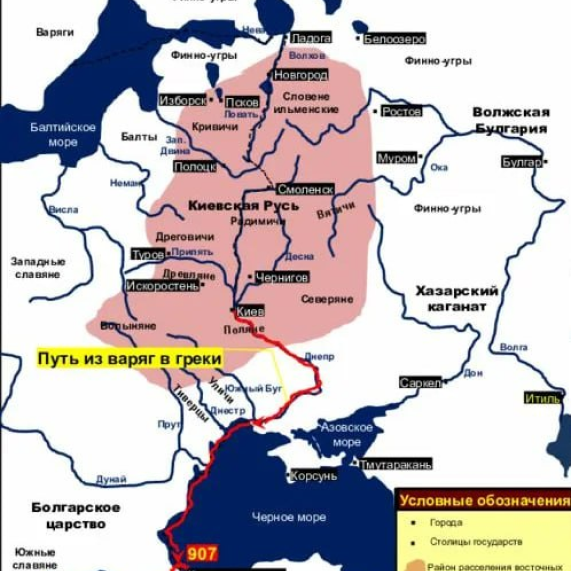 Финно-угры
Варяги
Нева
Ладога
Белоозеро
Финно-угры
Волхов
Финно-угры
Новгород
Изборск
Псков
Словене
ильменские
Ловать
Ростов
Волжская
Булгария
Кривичи
Балтийское
море
Балты
Зап.
Двина
Полоцк
Муром
Ока
Булгар
Неман
Смоленск
Висла
Киевская Русь
Радимичи
Вятичи
Финно-угры
Дреговичи
Западные
славяне
Туров
Припять
Десна
Древляне
Искоростень
Чернигов
Северяне
Хазарский
каганат
Киев
Волыняне
Поляне
Путь из варяг в греки
Днепр
Волга
Дон
Саркел
Итиль
Уличи
Южный Буг
Тиверцы
Днестр
Прут
Азовское
море
Тмутаракань
Корсунь
Дунай
Болгарское
царство
Черное море
Условные обозначения
Города
Столицы государств
Район расселения восточных
907
Южные
славяне